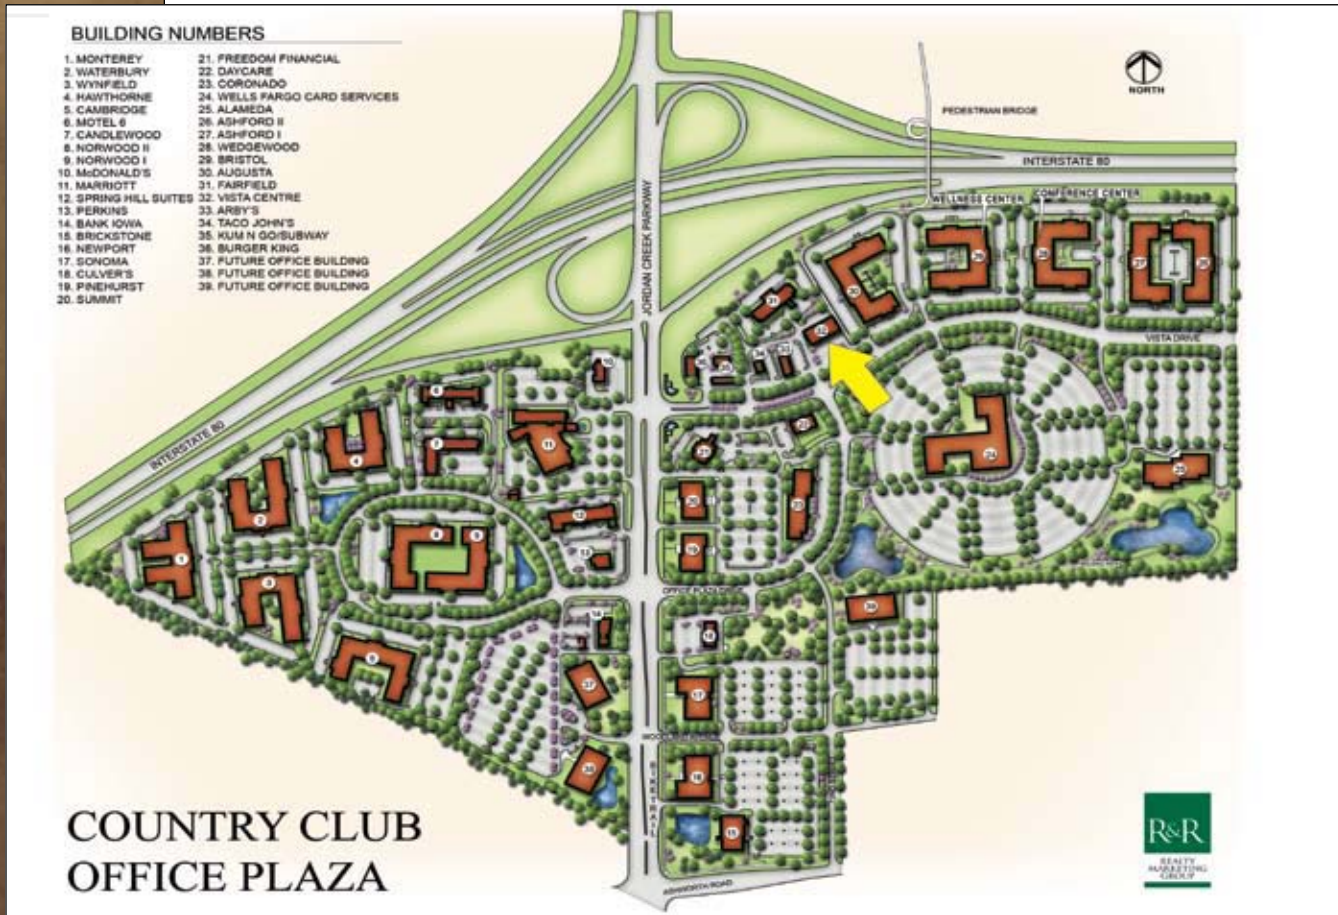 BUILDING NUMBERS
1. MONTEREY
2. WATERBURY
3. WYNFIELD
4. HAWTHORNE
5. CAMBRIDGE
6. MOTEL 6
7. CANDLEWOOD
8. NORWOOD II
9. NORWOOD I
10. McDONALD'S
11. MARRIOTT
12. SPRING HILL SUITES
13. PERKINS
14. BANK IOWA
15. BRICKSTONE
16. NEWPORT
17. SONOMA
18. CULVER'S
19. PINEHURST
20. SUMMIT
21. FREEDOM FINANCIAL
22. DAYCARE
23. CORONADO
24. WELLS FARGO CARD SERVICES
25. ALAMEDA
26. ASHFORD II
27. ASHFORD I
28. WEDGEWOOD
29. BRISTOL
30. AUGUSTA
31. FAIRFIELD
32. VISTA CENTRE
33. ARBY'S
34. TACO JOHN'S
35. KUM N GO/SUBWAY
36. BURGER KING
37. FUTURE OFFICE BUILDING
38. FUTURE OFFICE BUILDING
39. FUTURE OFFICE BUILDING
NORTH
PEDESTRIAN BRIDGE
INTERSTATE 80
WELLNESS CENTER
CONFERENCE CENTER
JORDAN CREEK PARKWAY
VISTA DRIVE
INTERSTATE 80
OFFICE PLAZA DRIVE
BIKETRAIL
ASHWORTH ROAD
COUNTRY CLUB
OFFICE PLAZA
R&R
REALTY
MARKETING
GROUP